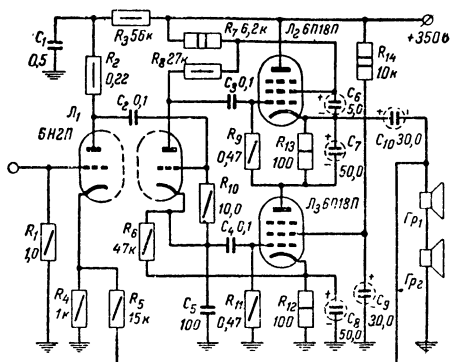 R3 56к
R7 6,2к
Л2 6П18П
+350в
C1
0,5
R2
0,22
R8 27к
R14
10к
C2 0,1
C3 0,1
C6
5,0
Л1
6Н2П
R9
0,47
R13
100
C7
50,0
C10 30,0
Л3 6П18П
R10
10,0
Гр1
R1
1,0
R6
47к
C4 0,1
Гр2
R4
1к
R5
15к
C5
100
R11
0,47
R12
100
C8
50,0
C9
30,0